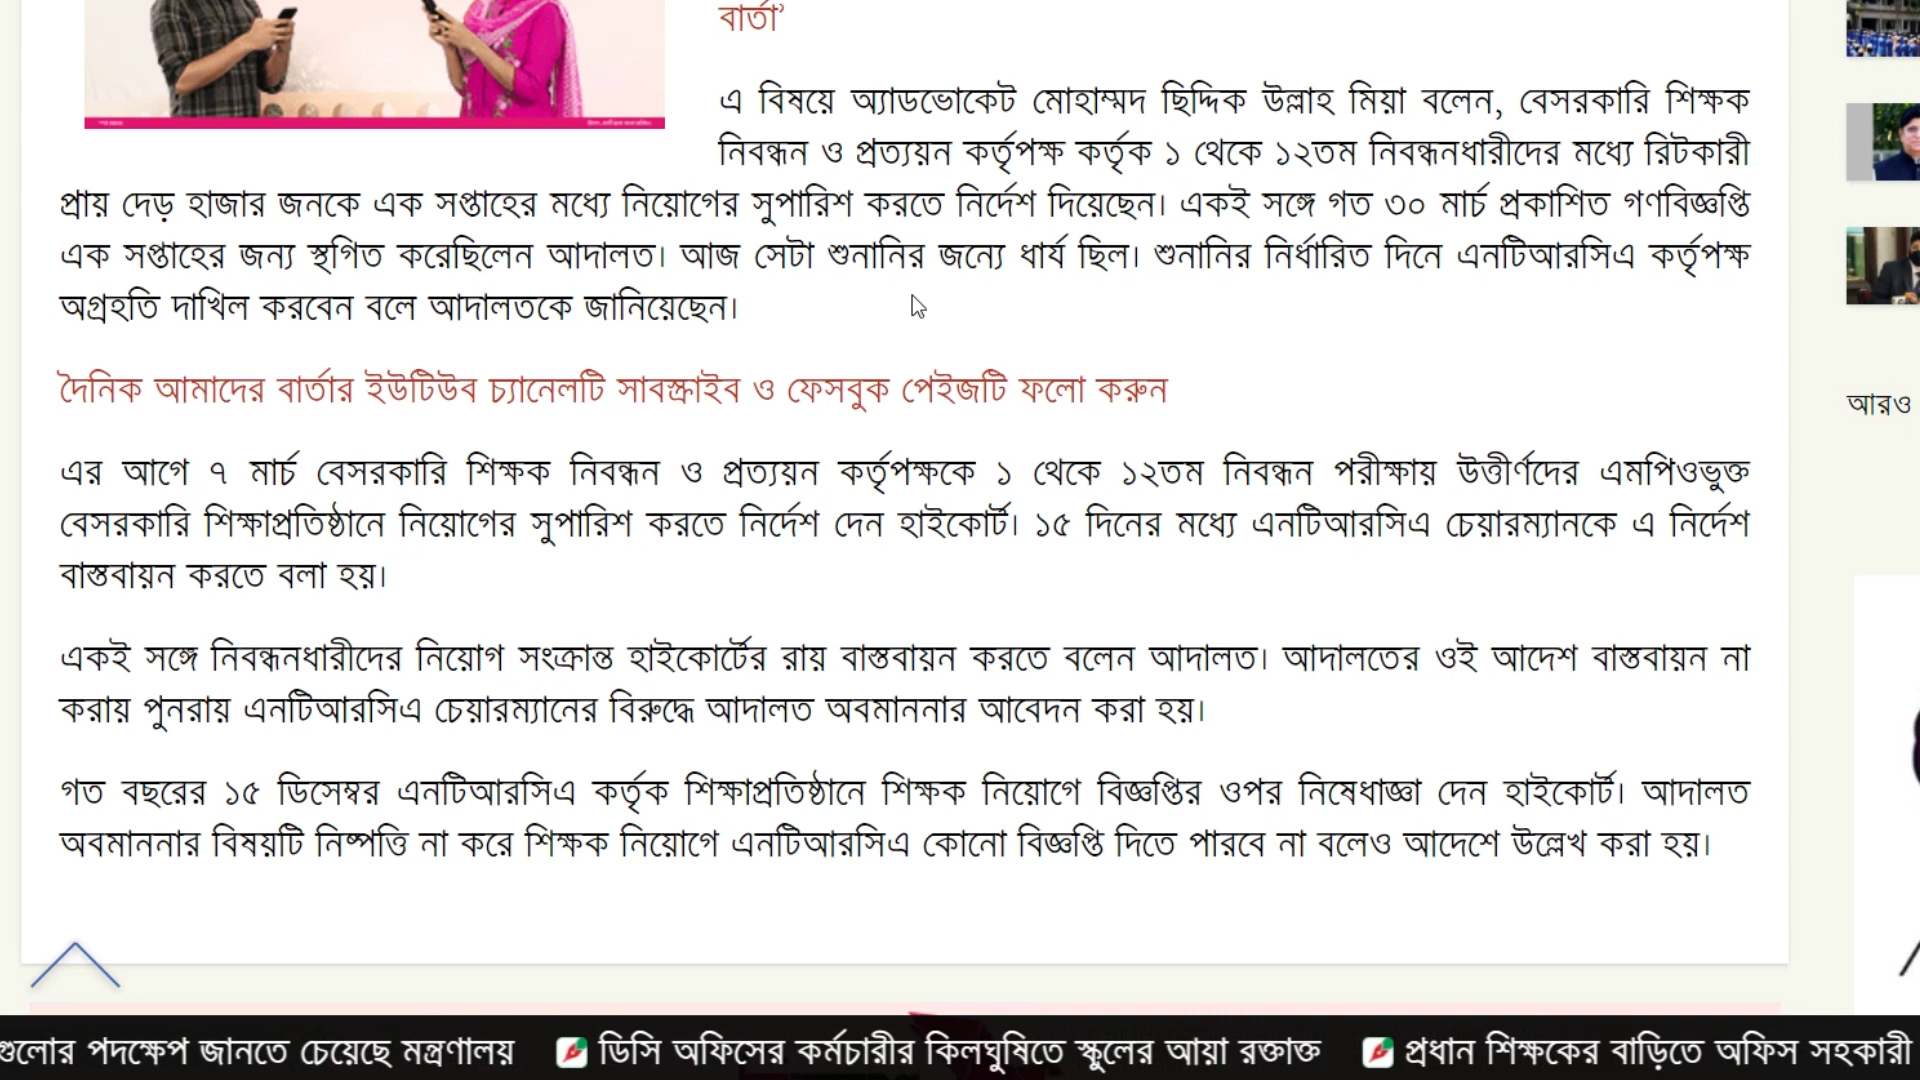 বার্তা’
এ বিষয়ে অ্যাডভোকেট মোহাম্মদ ছিদ্দিক উল্লাহ মিয়া বলেন, বেসরকারি শিক্ষক
নিবন্ধন ও প্রত্যয়ন কর্তৃপক্ষ কর্তৃক ১ থেকে ১২তম নিবন্ধনধারীদের মধ্যে রিটকারী
প্রায় দেড় হাজার জনকে এক সপ্তাহের মধ্যে নিয়োগের সুপারিশ করতে নির্দেশ দিয়েছেন। একই সঙ্গে গত ৩০ মার্চ প্রকাশিত গণবিজ্ঞপ্তি
এক সপ্তাহের জন্য স্থগিত করেছিলেন আদালত। আজ সেটা শুনানির জন্যে ধার্য ছিল। শুনানির নির্ধারিত দিনে এনটিআরসিএ কর্তৃপক্ষ
অগ্রহতি দাখিল করবেন বলে আদালতকে জানিয়েছেন।
দৈনিক আমাদের বার্তার ইউটিউব চ্যানেলটি সাবস্ক্রাইব ও ফেসবুক পেইজটি ফলো করুন
আরও
এর আগে ৭ মার্চ বেসরকারি শিক্ষক নিবন্ধন ও প্রত্যয়ন কর্তৃপক্ষকে ১ থেকে ১২তম নিবন্ধন পরীক্ষায় উত্তীর্ণদের এমপিওভুক্ত
বেসরকারি শিক্ষাপ্রতিষ্ঠানে নিয়োগের সুপারিশ করতে নির্দেশ দেন হাইকোর্ট। ১৫ দিনের মধ্যে এনটিআরসিএ চেয়ারম্যানকে এ নির্দেশ
বাস্তবায়ন করতে বলা হয়।
একই সঙ্গে নিবন্ধনধারীদের নিয়োগ সংক্রান্ত হাইকোর্টের রায় বাস্তবায়ন করতে বলেন আদালত। আদালতের ওই আদেশ বাস্তবায়ন না
করায় পুনরায় এনটিআরসিএ চেয়ারম্যানের বিরুদ্ধে আদালত অবমাননার আবেদন করা হয়।
গত বছরের ১৫ ডিসেম্বর এনটিআরসিএ কর্তৃক শিক্ষাপ্রতিষ্ঠানে শিক্ষক নিয়োগে বিজ্ঞপ্তির ওপর নিষেধাজ্ঞা দেন হাইকোর্ট। আদালত
অবমাননার বিষয়টি নিষ্পত্তি না করে শিক্ষক নিয়োগে এনটিআরসিএ কোনো বিজ্ঞপ্তি দিতে পারবে না বলেও আদেশে উল্লেখ করা হয়।
গুলোর পদক্ষেপ জানতে চেয়েছে মন্ত্রণালয় ডিসি অফিসের কর্মচারীর কিলঘুষিতে স্কুলের আয়া রক্তাক্ত প্রধান শিক্ষকের বাড়িতে অফিস সহকারী